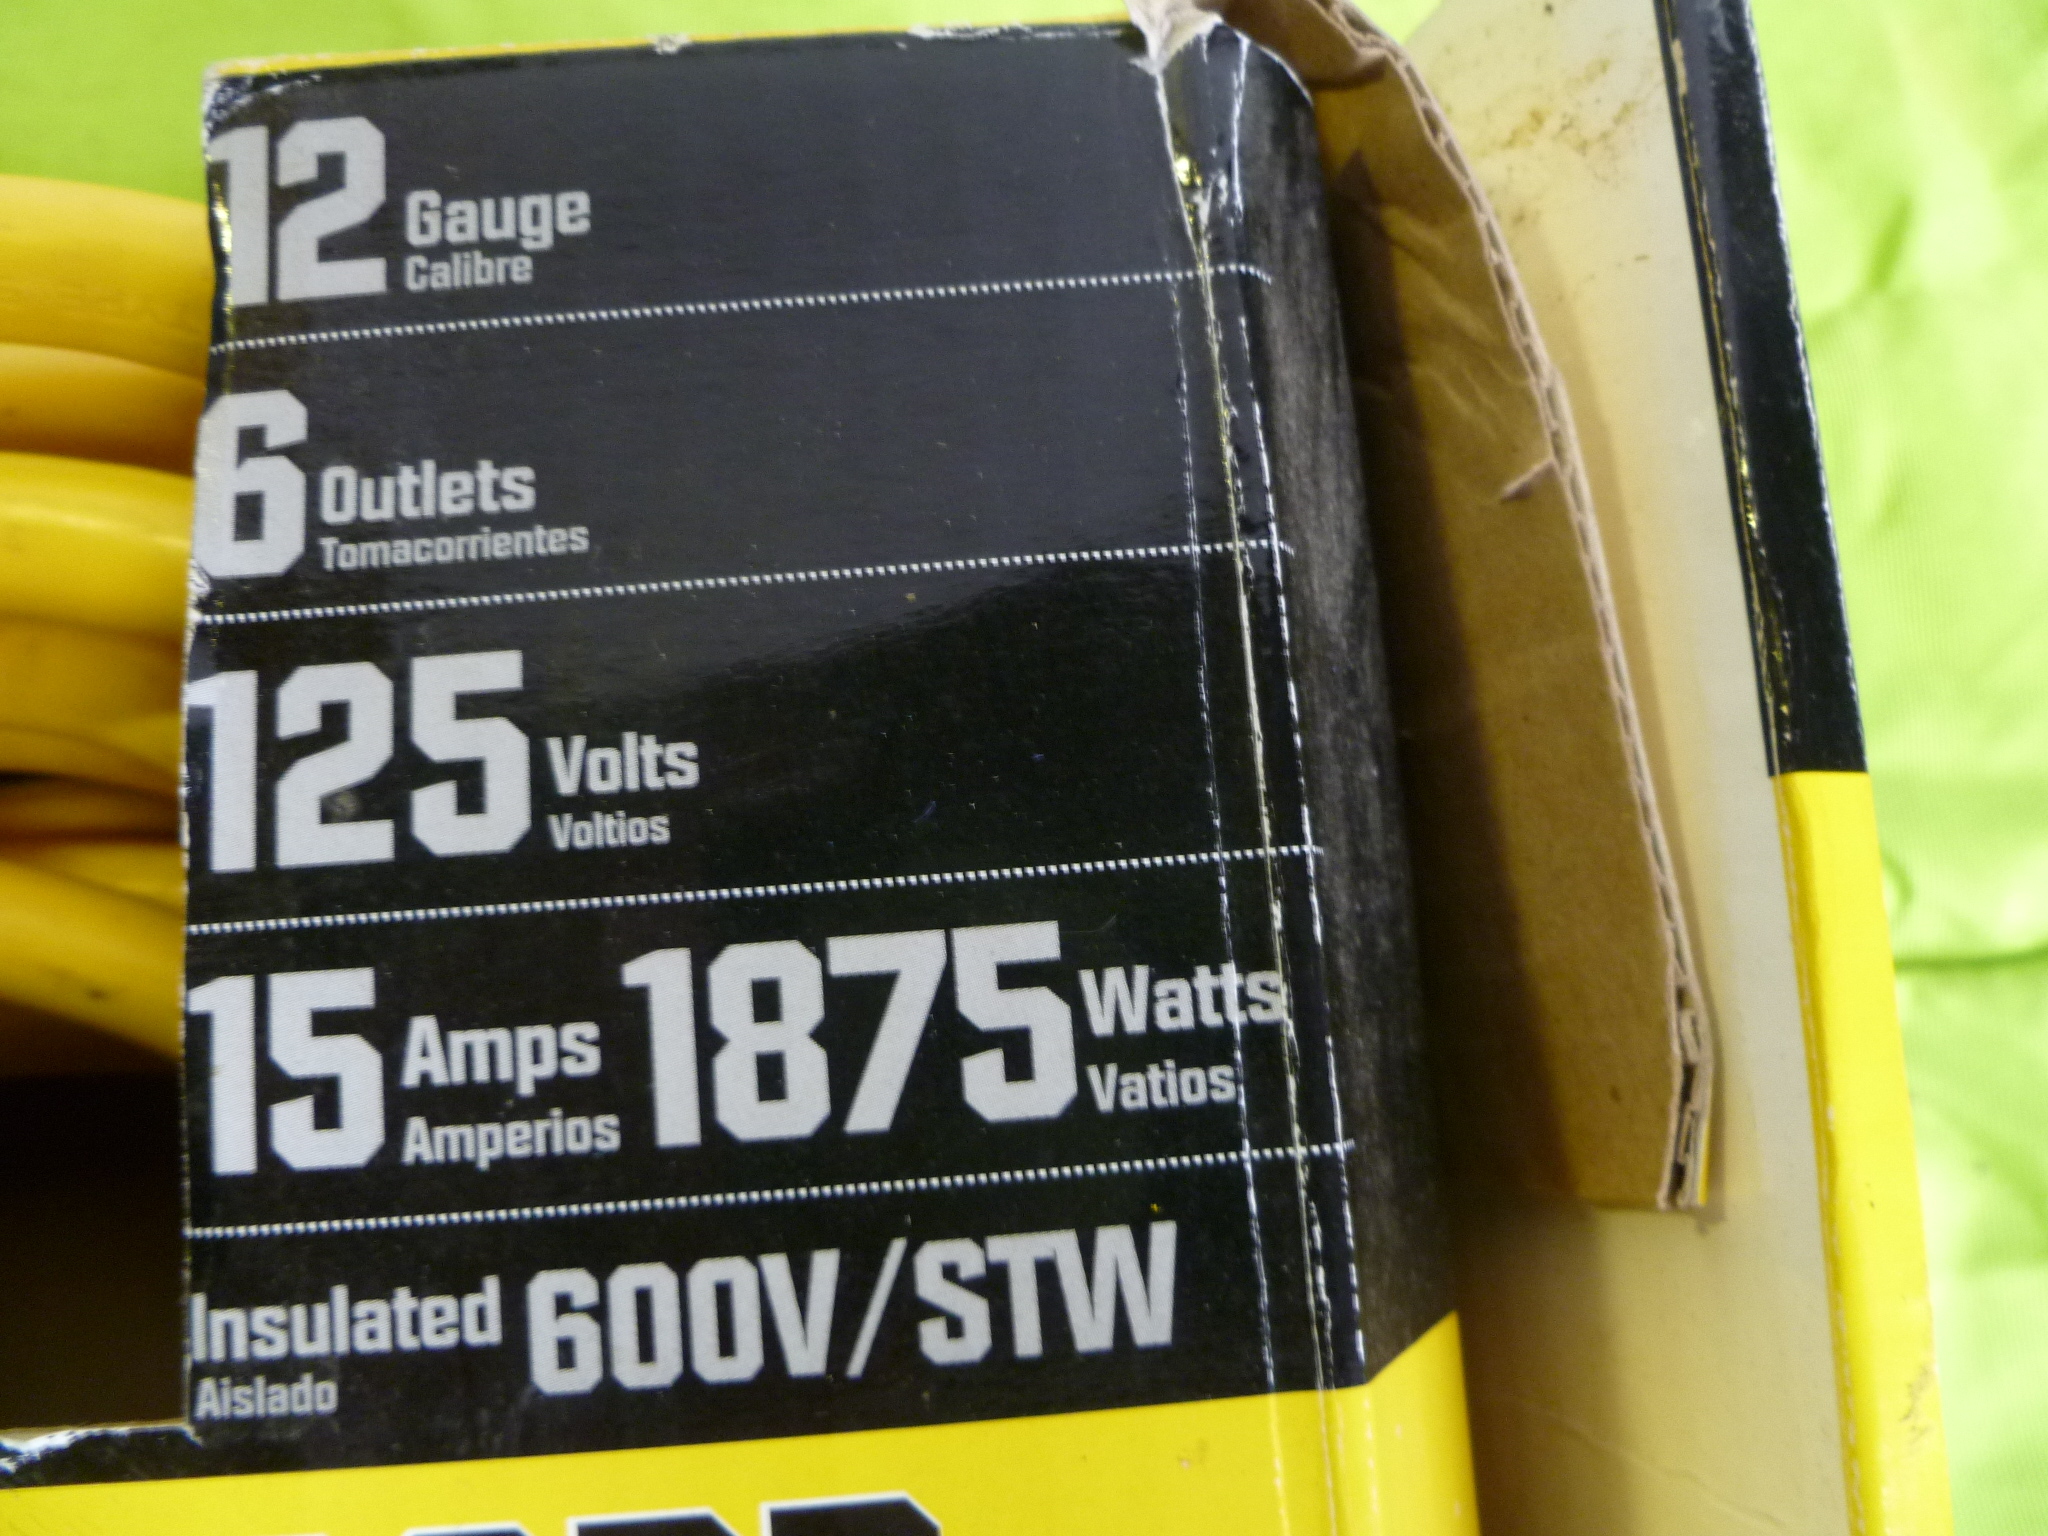 12 Gauge
Calibre
6 Outlets
Tomacorrientes
125 Volts
Voltios
15 Amps 1875 Watts
Amperios Vatios
Insulated 600V/STW
Aislado